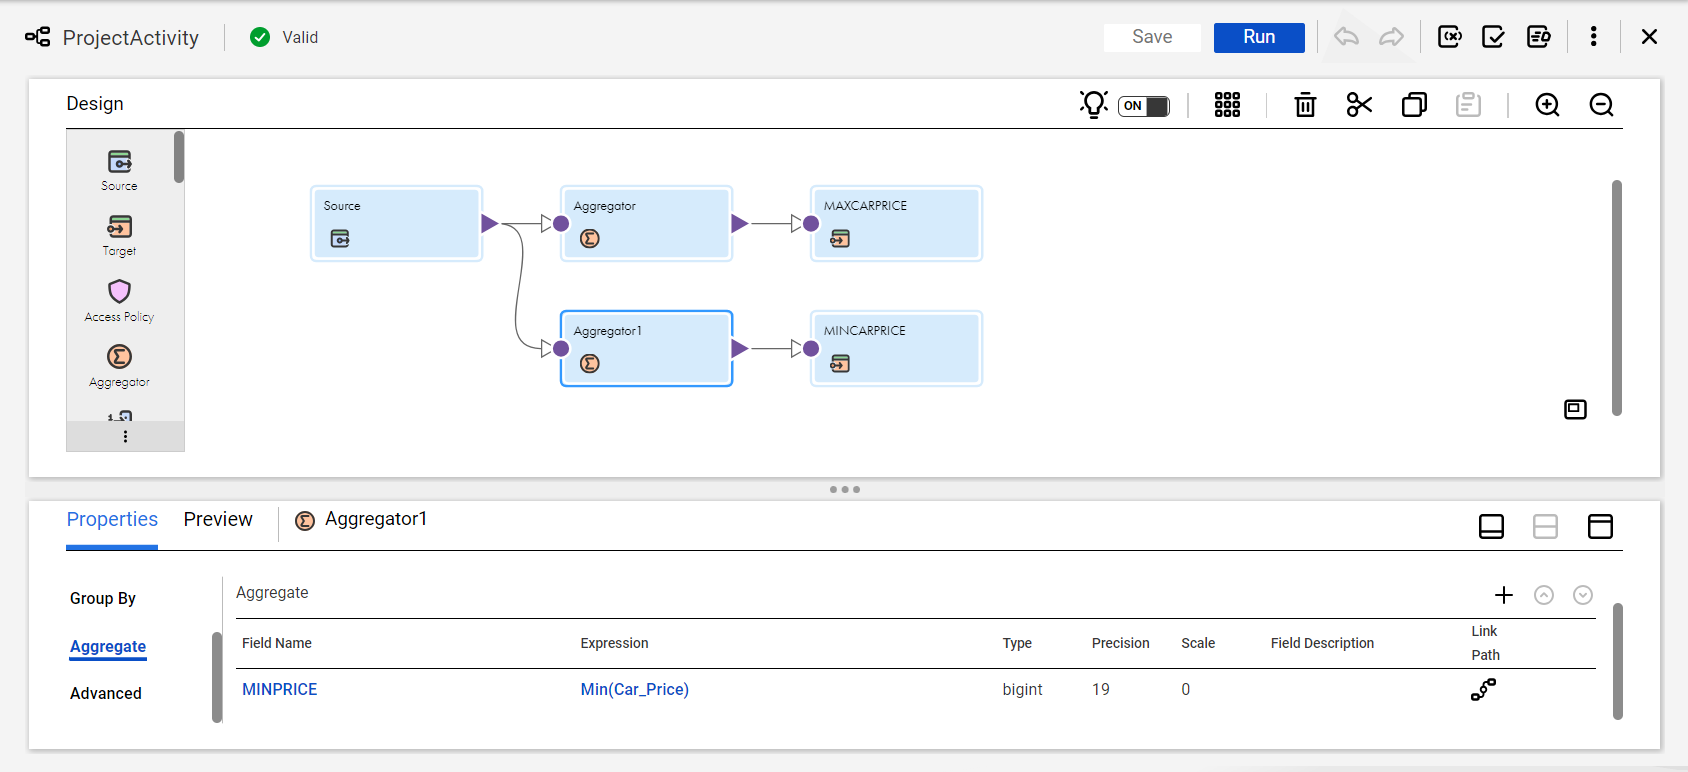 ProjectActivity
Valid
Save
Run
Design
ON
Source
Target
Access Policy
Aggregator
Source
Aggregator
MAXCARPRICE
Aggregator1
MINCARPRICE
Properties
Preview
Aggregator1
Group By
Aggregate
Advanced
Aggregate
Field Name
Expression
Type
Precision
Scale
Field Description
Link
Path
MINPRICE
Min(Car_Price)
bigint
19
0